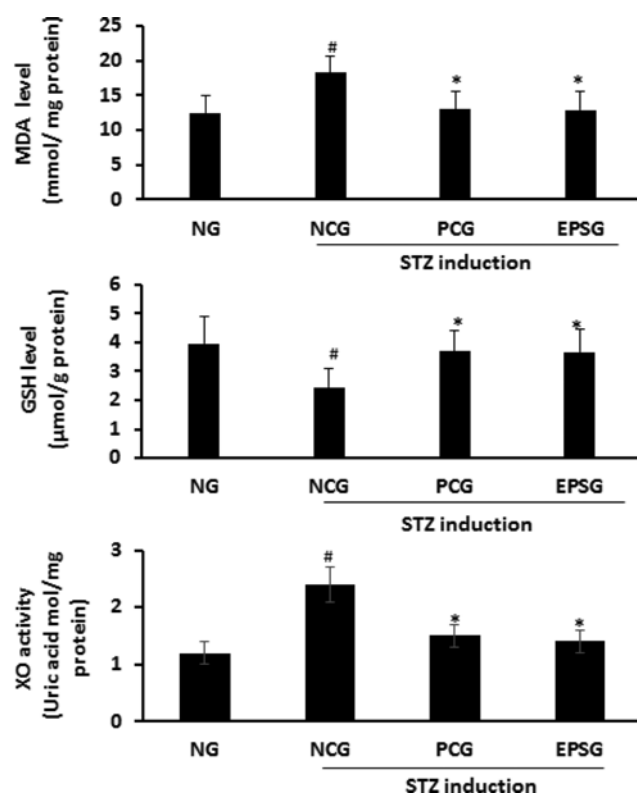 MDA level
(mmol/ mg protein)
25
20
15
10
5
0
#
*
*
NG
NCG
PCG
EPSG
STZ induction
GSH level
(µmol/g protein)
6
5
4
3
2
1
0
#
*
*
NG
NCG
PCG
EPSG
STZ induction
XO activity
(Uric acid mol/mg
protein)
3
2
1
0
#
*
*
NG
NCG
PCG
EPSG
STZ induction